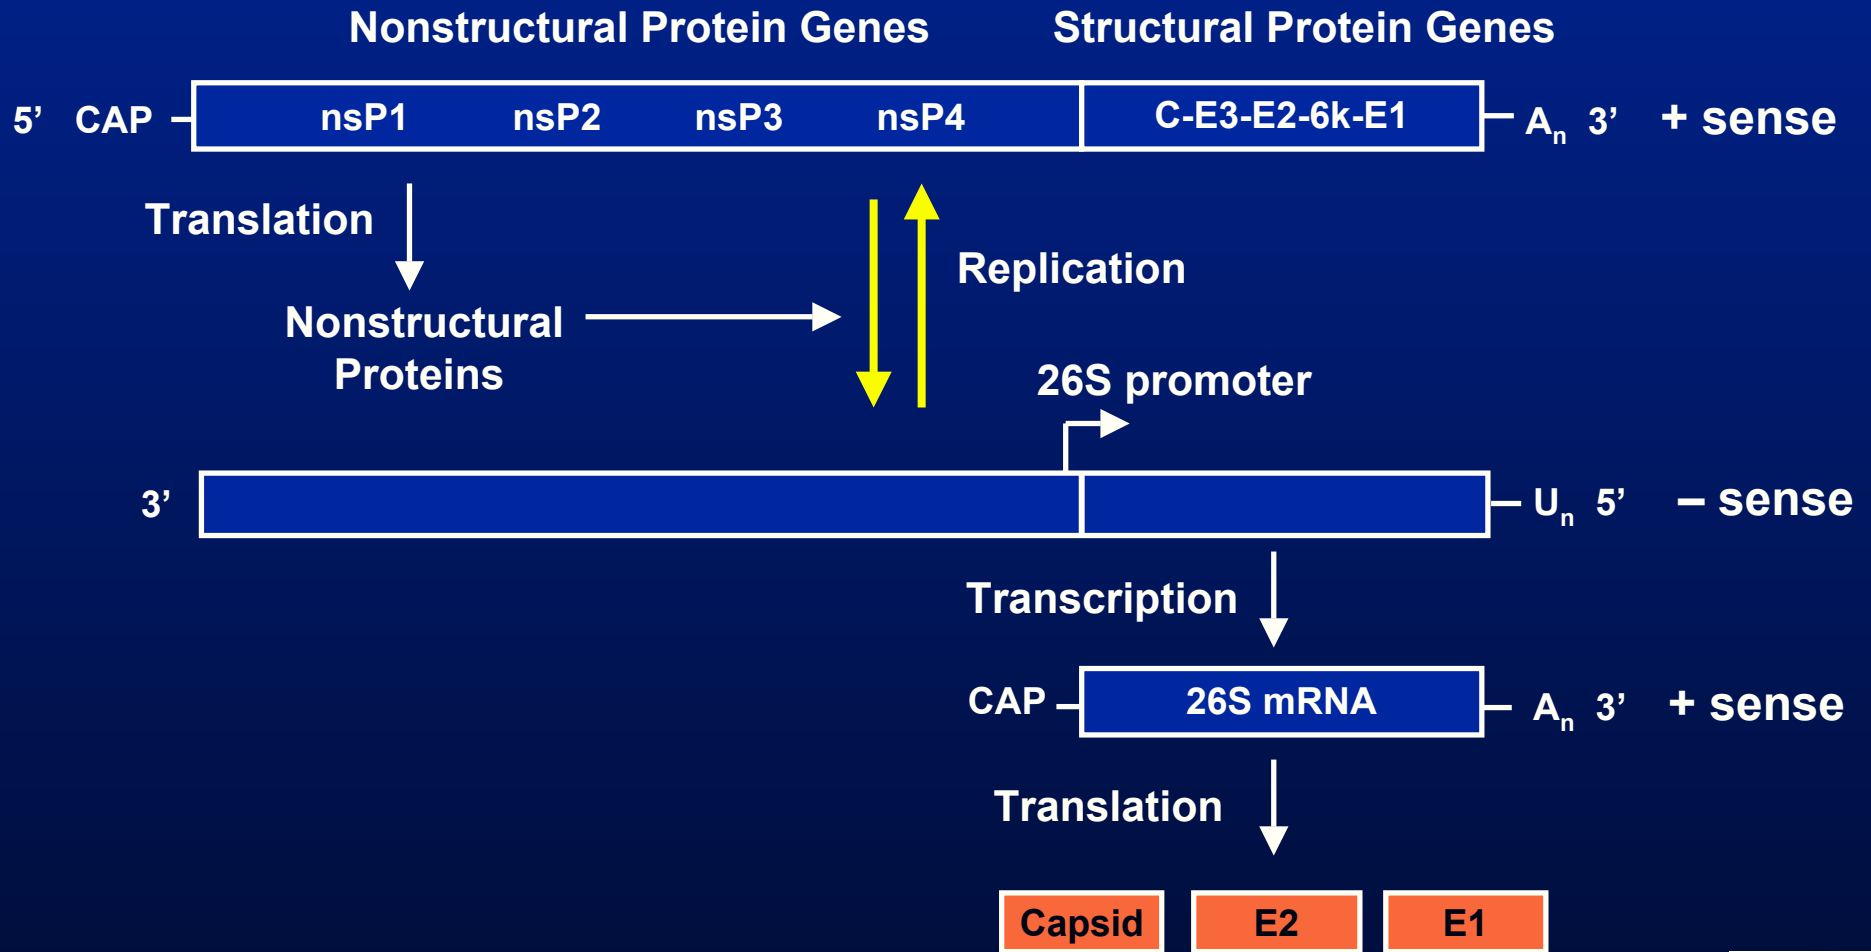 Nonstructural Protein Genes Structural Protein Genes
5’ CAP nsP1 nsP2 nsP3 nsP4 C-E3-E2-6k-E1 An 3’ + sense
Translation
Replication
Nonstructural
Proteins
26S promoter
3’ Un 5’ – sense
Transcription
CAP 26S mRNA An 3’ + sense
Translation
Capsid E2 E1